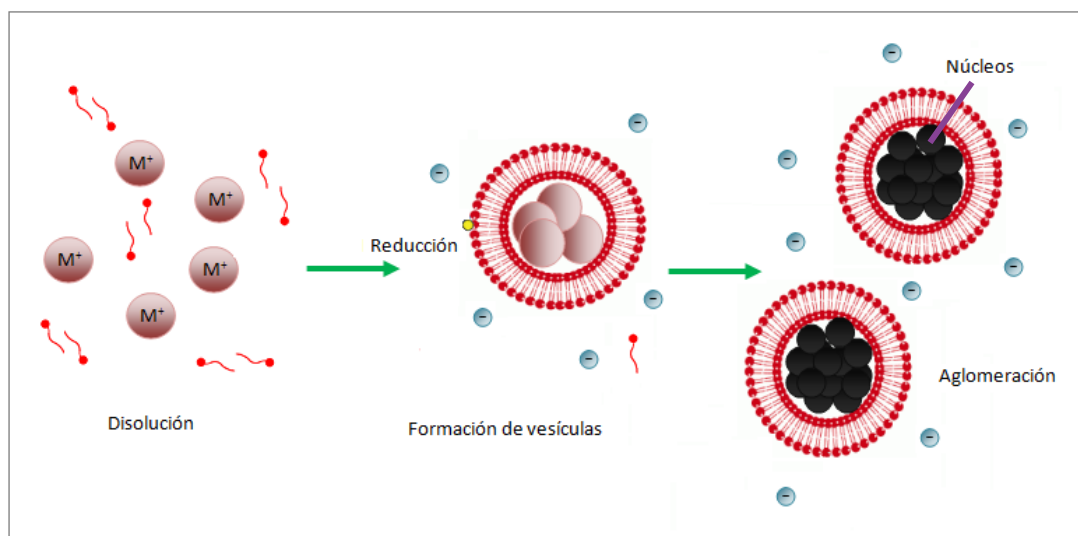 M⁺
M⁺
M⁺
M⁺
M⁺
Disolución
Reducción
Formación de vesículas
Núcleos
Aglomeración
−
−
−
−
−
−
−
−
−
−
−
−
−